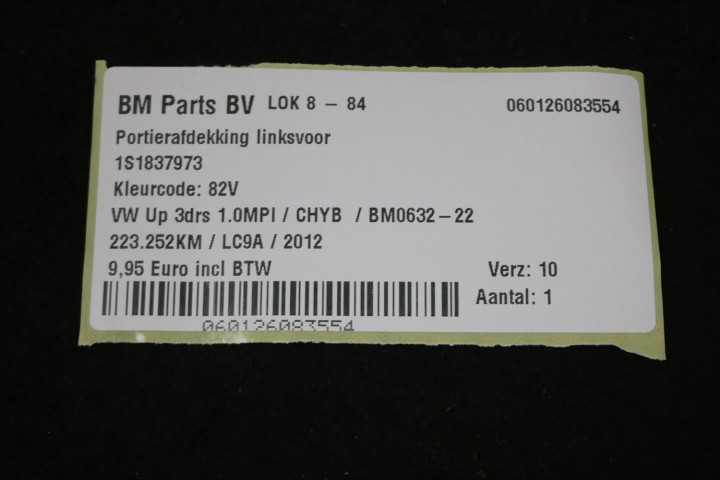 BM Parts BV LOK 8 - 84 060126083554
Portierafdekking linksvoor
1S1837973
Kleurcode: 82V
VW Up 3drs 1.0MPI / CHYB / BM0632-22
223.252KM / LC9A / 2012
9,95 Euro incl BTW Verz: 10
Aantal: 1
060126083554